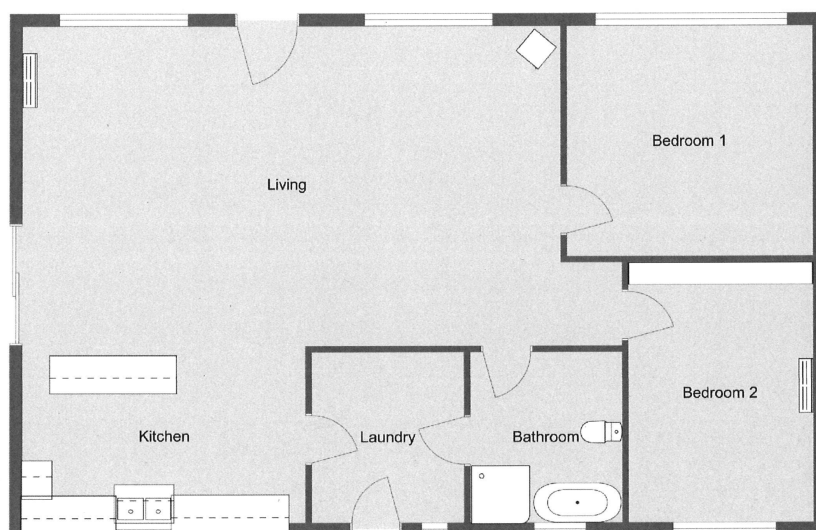 Bedroom 1
Living
Bedroom 2
Kitchen
Laundry
Bathroom